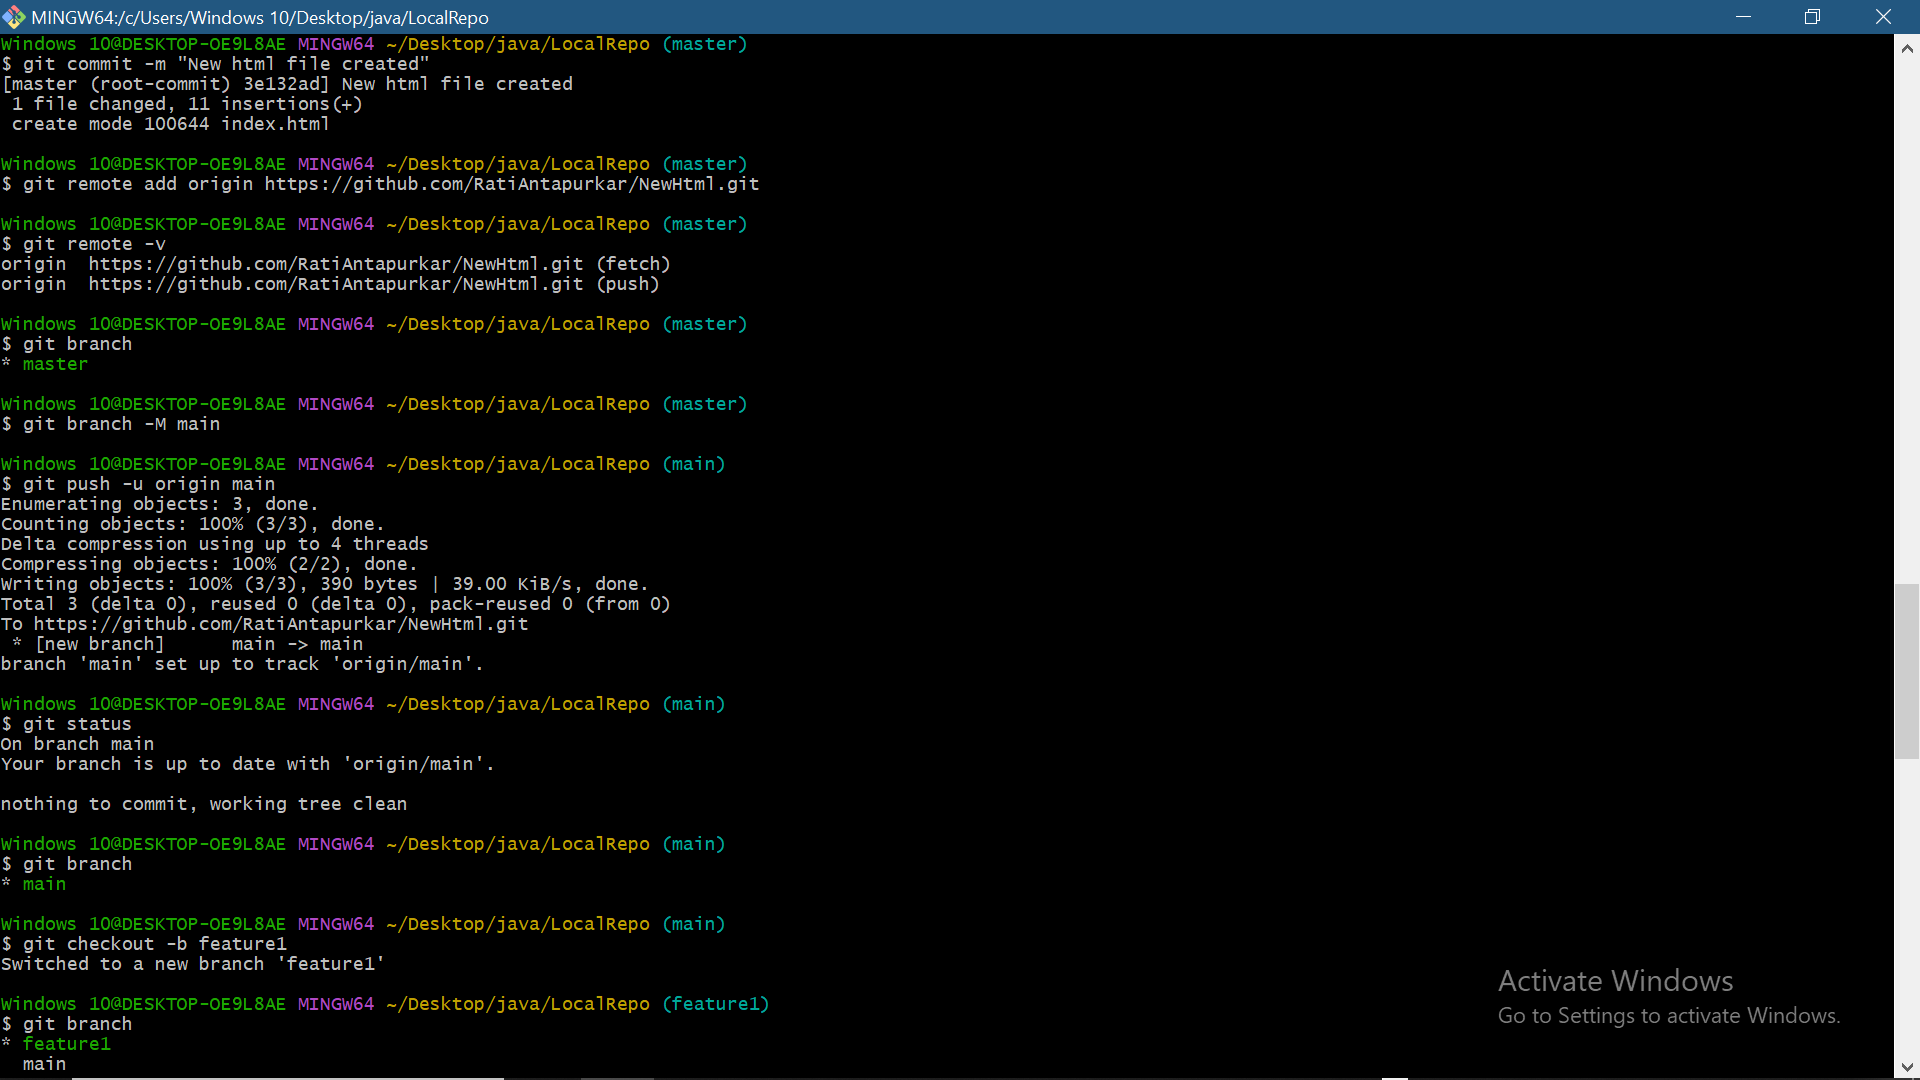 MINGW64:/c/Users/Windows 10/Desktop/java/LocalRepo
Windows 10@DESKTOP-OE9L8AE MINGW64 ~/Desktop/java/LocalRepo (master)
$ git commit -m "New html file created"
[master (root-commit) 3e132ad] New html file created
 1 file changed, 11 insertions(+)
 create mode 100644 index.html

Windows 10@DESKTOP-OE9L8AE MINGW64 ~/Desktop/java/LocalRepo (master)
$ git remote add origin https://github.com/RatiAntapurkar/NewHtml.git

Windows 10@DESKTOP-OE9L8AE MINGW64 ~/Desktop/java/LocalRepo (master)
$ git remote -v
origin  https://github.com/RatiAntapurkar/NewHtml.git (fetch)
origin  https://github.com/RatiAntapurkar/NewHtml.git (push)

Windows 10@DESKTOP-OE9L8AE MINGW64 ~/Desktop/java/LocalRepo (master)
$ git branch
* master

Windows 10@DESKTOP-OE9L8AE MINGW64 ~/Desktop/java/LocalRepo (master)
$ git branch -M main

Windows 10@DESKTOP-OE9L8AE MINGW64 ~/Desktop/java/LocalRepo (main)
$ git push -u origin main
Enumerating objects: 3, done.
Counting objects: 100% (3/3), done.
Delta compression using up to 4 threads
Compressing objects: 100% (2/2), done.
Writing objects: 100% (3/3), 390 bytes | 39.00 KiB/s, done.
Total 3 (delta 0), reused 0 (delta 0), pack-reused 0 (from 0)
To https://github.com/RatiAntapurkar/NewHtml.git
 * [new branch]      main -> main
branch 'main' set up to track 'origin/main'.

Windows 10@DESKTOP-OE9L8AE MINGW64 ~/Desktop/java/LocalRepo (main)
$ git status
On branch main
Your branch is up to date with 'origin/main'.

nothing to commit, working tree clean

Windows 10@DESKTOP-OE9L8AE MINGW64 ~/Desktop/java/LocalRepo (main)
$ git branch
* main

Windows 10@DESKTOP-OE9L8AE MINGW64 ~/Desktop/java/LocalRepo (main)
$ git checkout -b feature1
Switched to a new branch 'feature1'

Windows 10@DESKTOP-OE9L8AE MINGW64 ~/Desktop/java/LocalRepo (feature1)
$ git branch
* feature1
  main
Activate Windows
Go to Settings to activate Windows.